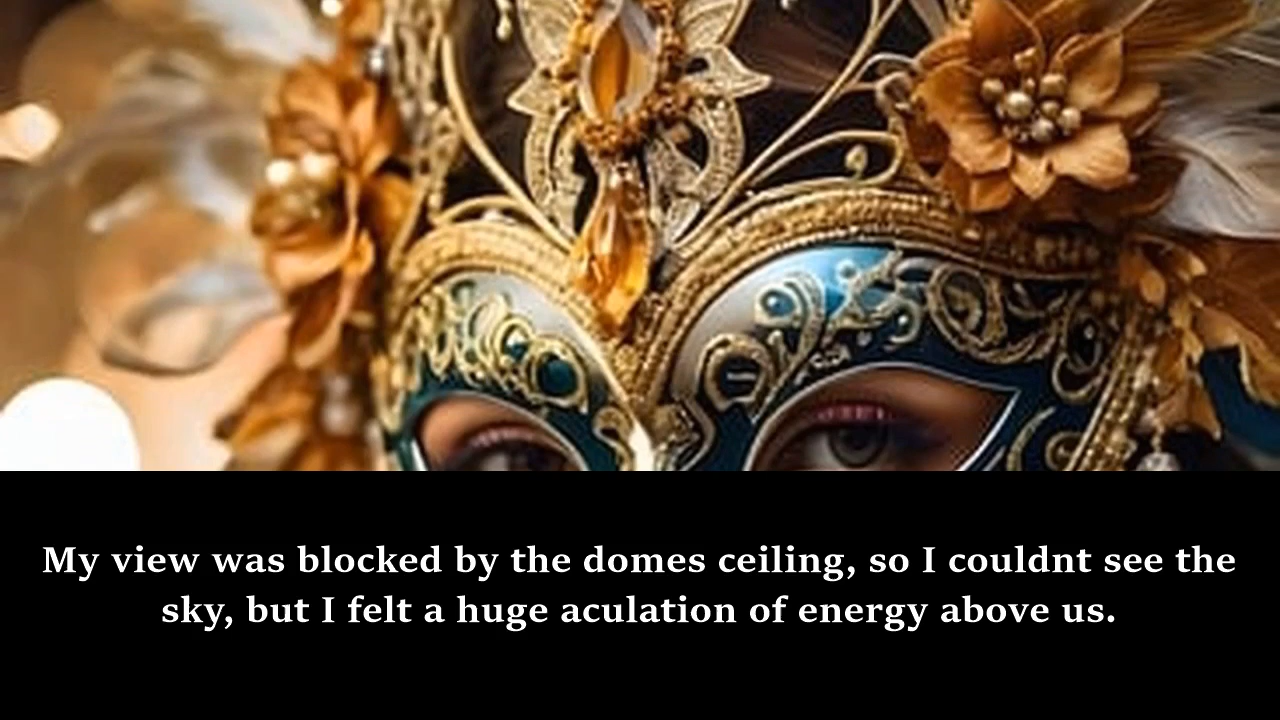 My view was blocked by the domes ceiling, so I couldnt see the
sky, but I felt a huge aculation of energy above us.